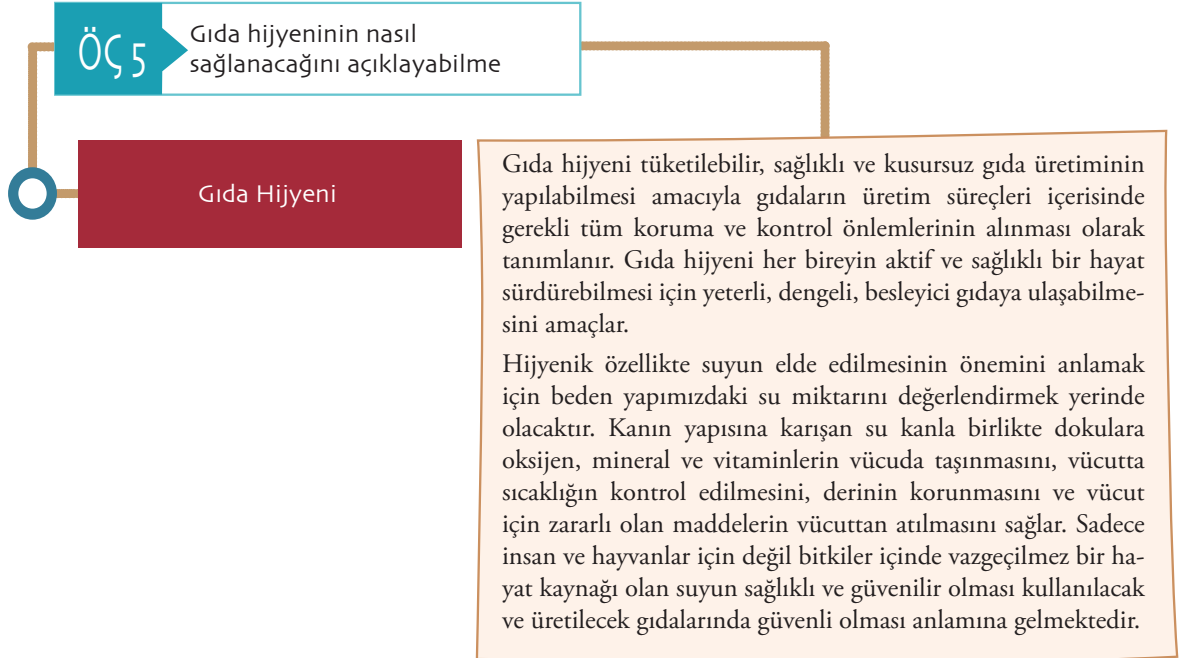 ÖÇ 5
Gıda hijyeninin nasıl
sağlanacağını açıklayabilme
Gıda Hijyeni
Gıda hijyeni tüketilebilir, sağlıklı ve kusursuz gıda üretiminin
yapılabilmesi amacıyla gıdaların üretim süreçleri içerisinde
gerekli tüm koruma ve kontrol önlemlerinin alınması olarak
tanımlanır. Gıda hijyeni her bireyin aktif ve sağlıklı bir hayat
sürdürebilmesi için yeterli, dengeli, besleyici gıdaya ulaşabilme-
sini amaçlar.
Hijyenik özellikte suyun elde edilmesinin önemini anlamak
için beden yapımızdaki su miktarını değerlendirmek yerinde
olacaktır. Kanın yapısına karışan su kanla birlikte dokulara
oksijen, mineral ve vitaminlerin vücuda taşınmasını, vücutta
sıcaklığın kontrol edilmesini, derinin korunmasını ve vücut
için zararlı olan maddelerin vücuttan atılmasını sağlar. Sadece
insan ve hayvanlar için değil bitkiler içinde vazgeçilmez bir ha-
yat kaynağı olan suyun sağlıklı ve güvenilir olması kullanılacak
ve üretilecek gıdalarında güvenli olması anlamına gelmektedir.